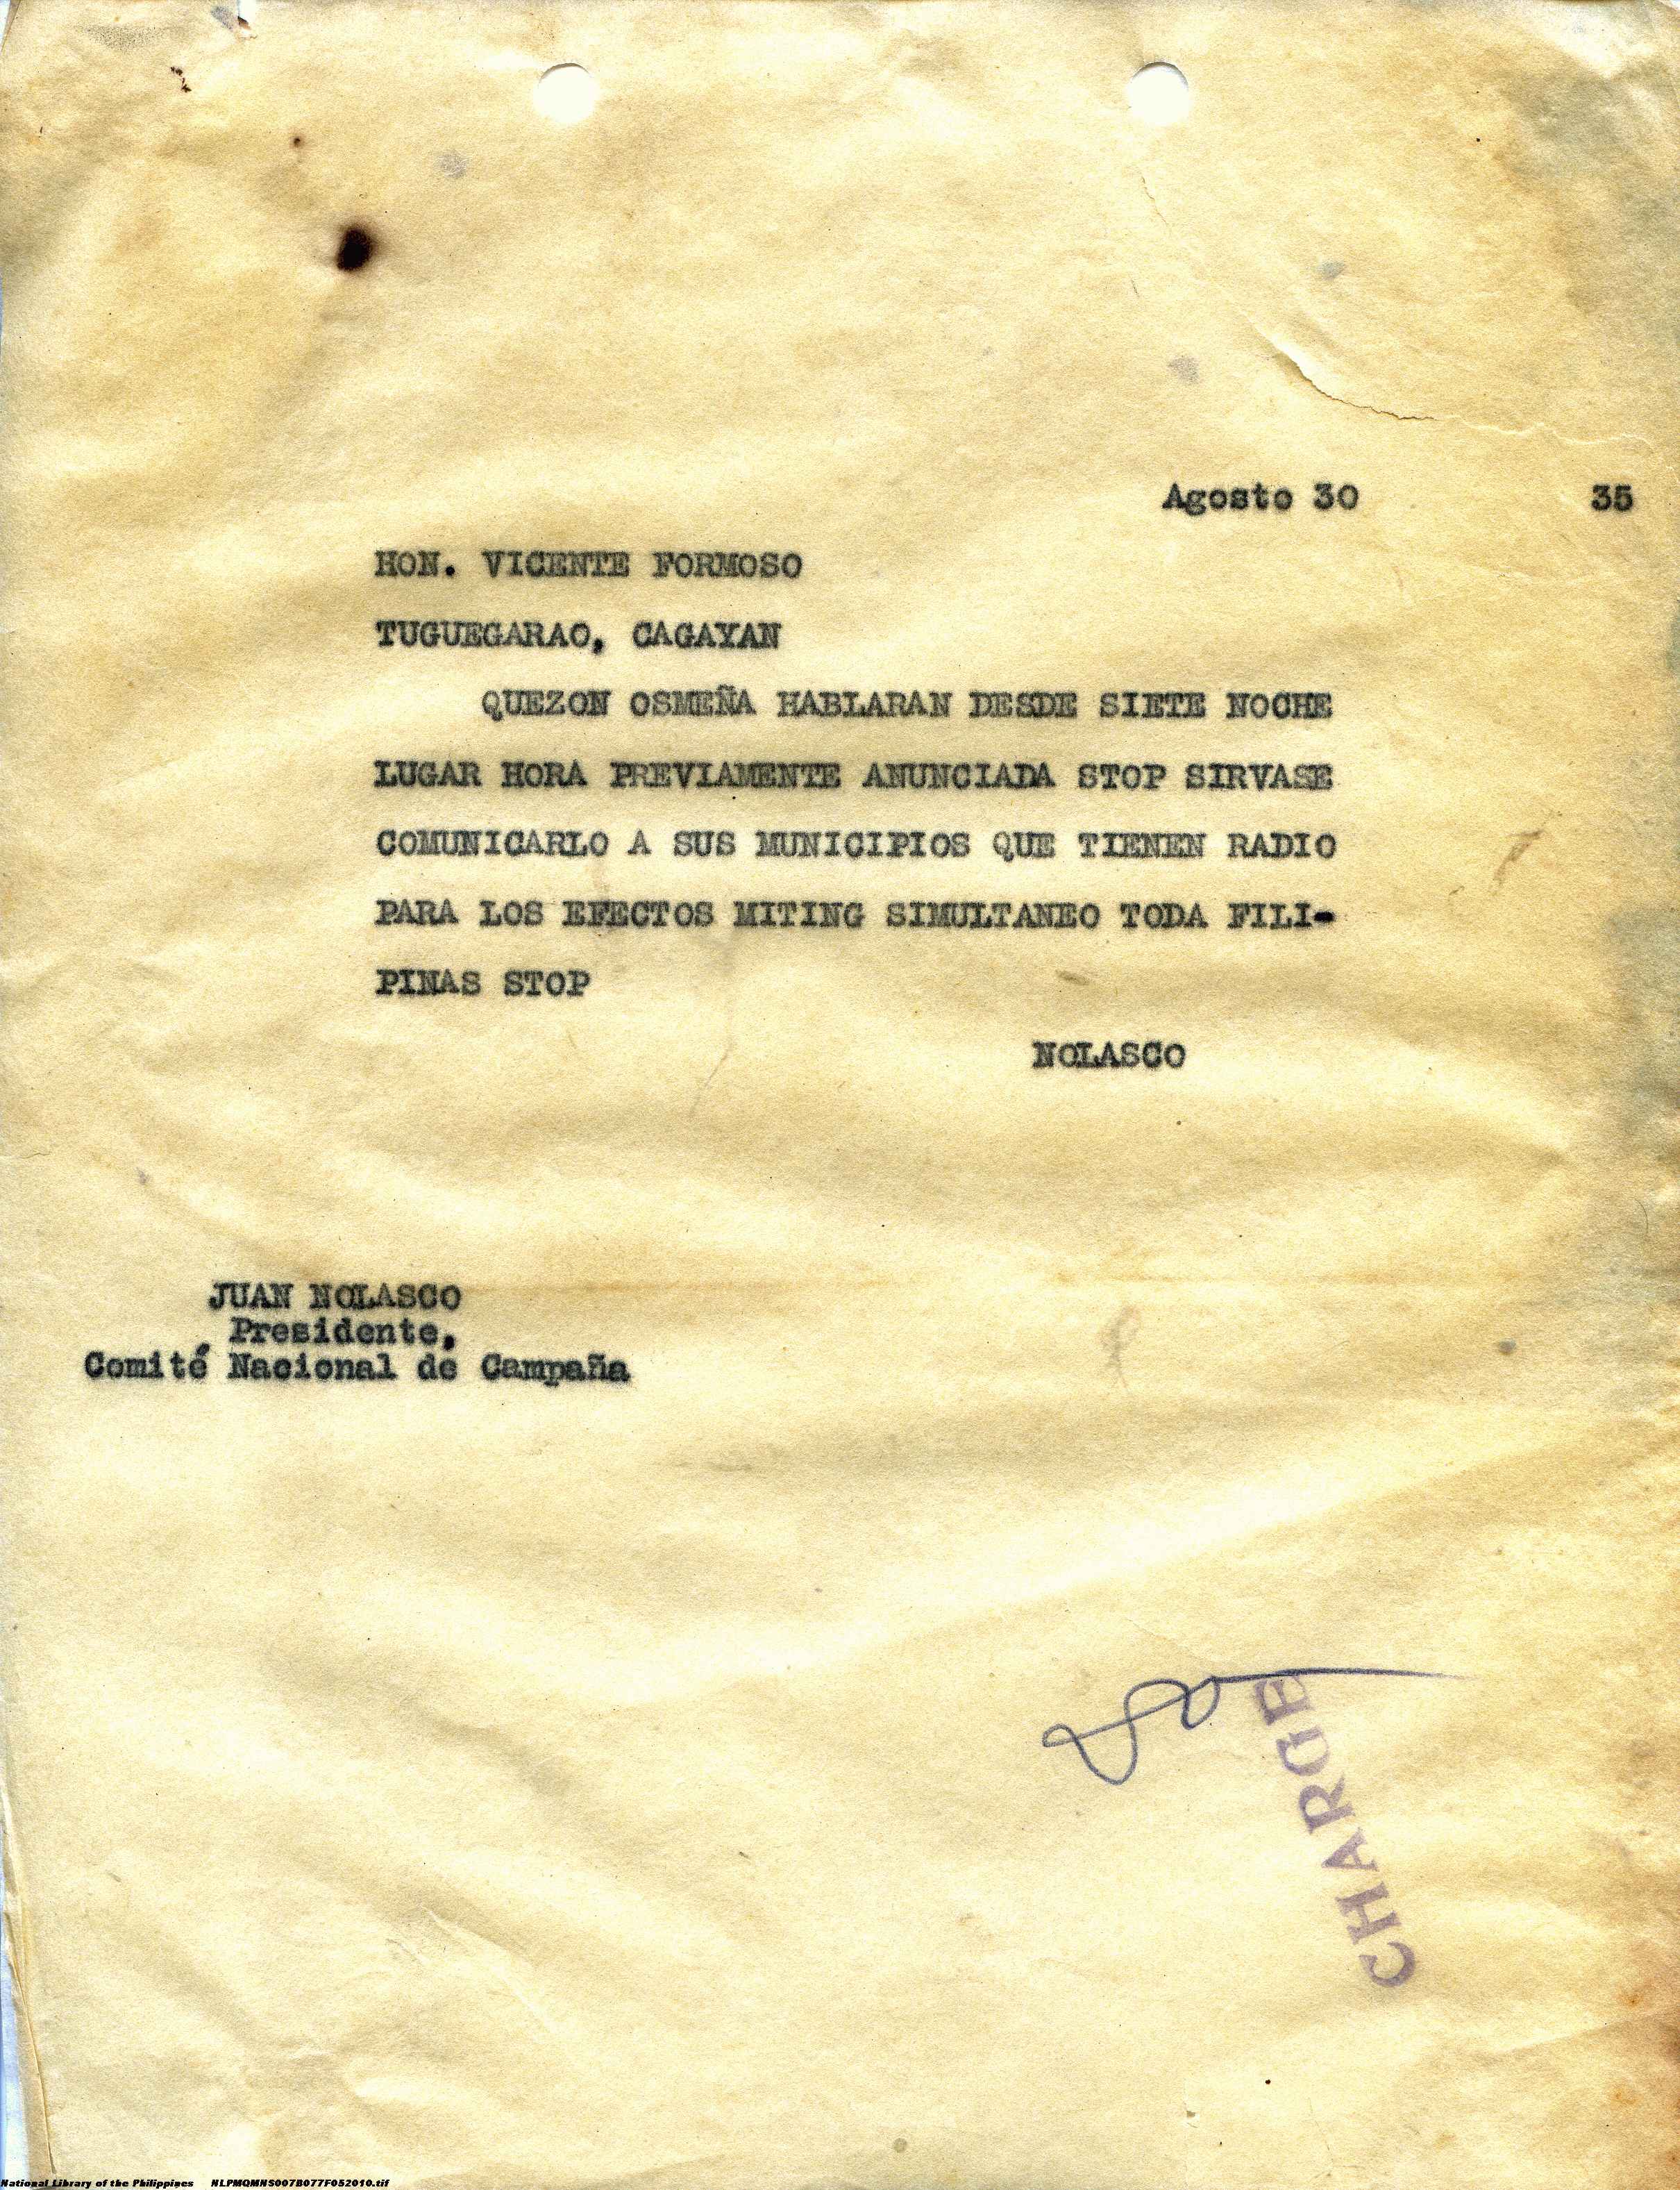 Agosto 30 35
HON. VICENTE FORMOSO
TUGUEGARAO, CAGAYAN
QUEZON OSMEÑA HABLARAN DESDE SIETE NOCHE
LUGAR HORA PREVIAMENTE ANUNCIADA STOP SIRVASE
COMUNICARLO A SUS MUNICIPIOS QUE TIENEN RADIO
PARA LOS EFECTOS MITING SIMULTANEO TODA FILI-
PINAS STOP
NOLASCO
JUAN NOLASCO
Presidente,
Comité Nacional de Campaña
CHARGE
National Library of the Philippines NLPMQMNS007B077F052010.tif